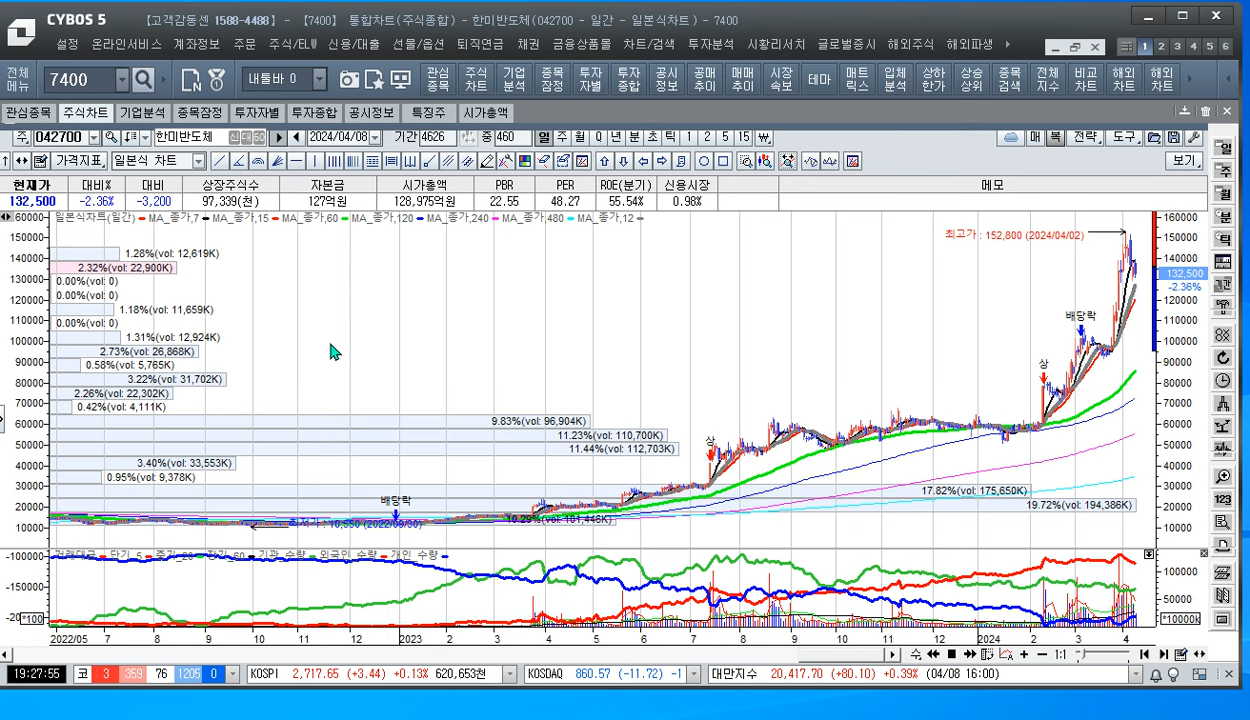 CYBOS 5 【고객감동센 1588-4488】 - 【7400】 통합차트(주식종합) - 한미반도체(042700 - 일간 - 일본식차트) - 7400
설정 온라인서비스 계좌정보 주문 주식/ELW 신용/대출 선물/옵션 퇴직연금 채권 금융상품몰 차트/검색 투자분석 시황리서치 글로벌증시 해외주식 해외파생 1 2 3 4 5 6
전체메뉴 7400 내툴바 0 관심종목 주식차트 기업분석 종목잠정 투자자별 투자종합 공시정보 공매추이 매매추이 시장속보 테마 매트릭스 입체분석 상하한가 상승상위 종목검색 전체지수 비교차트 해외차트 해외차트
관심종목 주식차트 기업분석 종목잠정 투자자별 투자종합 공시정보 특징주 시가총액
주 042700 한미반도체 신 대 60 2024/04/08 기간 4626 중 460 일 주 월 Q 년 분 초 틱 1 2 5 15 ₩ 매 복 전략 도구
가격지표 일본식 차트 보기
현재가 대비% 대비 상장주식수 자본금 시가총액 PBR PER ROE(분기) 신용시장 메모
132,500 -2.36% -3,200 97,339(천) 127억원 128,975억원 22.55 48.27 55.54% 0.98%
일본식차트(일간) MA_종가,7 MA_종가,15 MA_종가,60 MA_종가,120 MA_종가,240 MA_종가,480 MA_종가,12
60000 160000
최고가 : 152,800 (2024/04/02)
150000 150000
1.28%(vol: 12,619K)
140000 140000
2.32%(vol: 22,900K)
132,500
130000
0.00%(vol: 0)
-2.36%
0.00%(vol: 0)
120000 120000
1.18%(vol: 11,659K)
110000 110000
0.00%(vol: 0)
배당락
1.31%(vol: 12,924K)
100000 100000
2.73%(vol: 26,868K)
90000 90000
0.58%(vol: 5,765K)
상
3.22%(vol: 31,702K)
80000 80000
2.26%(vol: 22,302K)
70000 70000
0.42%(vol: 4,111K)
9.83%(vol: 96,904K)
60000 60000
11.23%(vol: 110,700K)
상
50000 50000
11.44%(vol: 112,703K)
3.40%(vol: 33,553K)
40000 40000
0.95%(vol: 9,378K)
30000 30000
17.82%(vol: 175,650K)
배당락
20000 20000
19.72%(vol: 194,386K)
10.29%(vol: 101,446K)
10000 10000
-100000 단기_5 기관_수량 외국인_수량 개인_수량
100000
-150000
50000
*100 *10000k
2022/05 7 8 9 10 11 12 2023 2 3 4 5 6 7 8 9 10 11 12 2024 2 3 4
1:1
19:27:55 코 3 359 76 1205 0 KOSPI 2,717.65 (+3.44) +0.13% 620,653천 KOSDAQ 860.57 (-11.72) -1 대만지수 20,417.70 (+80.10) +0.39% (04/08 16:00)